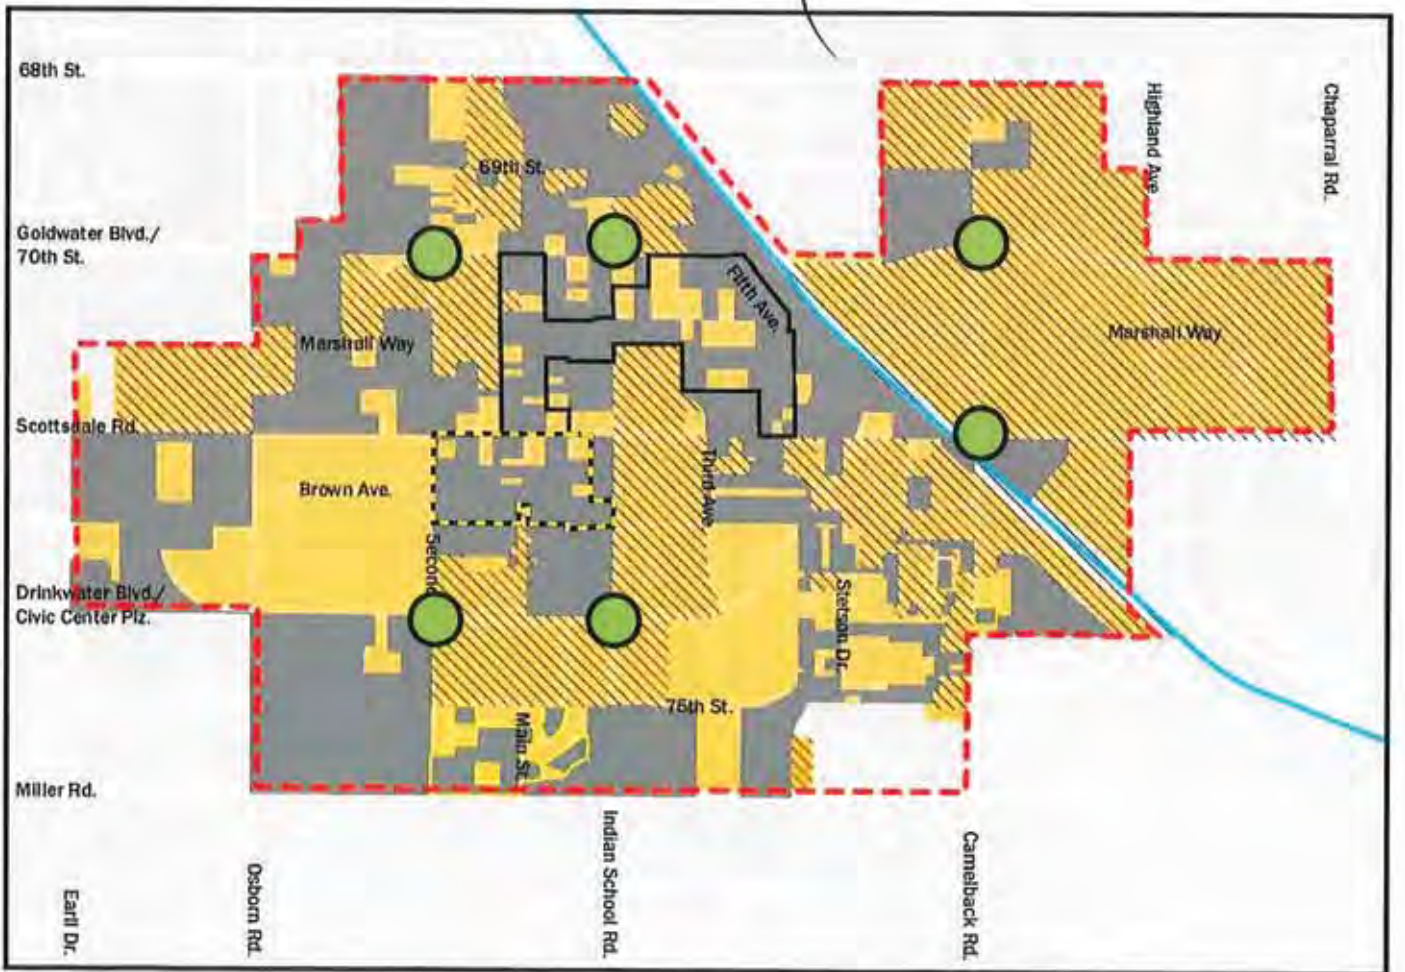 68th St.
69th St.
Highland Ave.
Chaparral Rd.
Goldwater Blvd./
70th St.
Fifth Ave.
Marshall Way
Marshall Way
Scottsdale Rd.
Third Ave.
Brown Ave.
Second
Drinkwater Blvd./
Civic Center Plz.
Stetson Dr.
75th St.
Main St.
Miller Rd.
Earll Dr.
Osborn Rd.
Indian School Rd.
Camelback Rd.